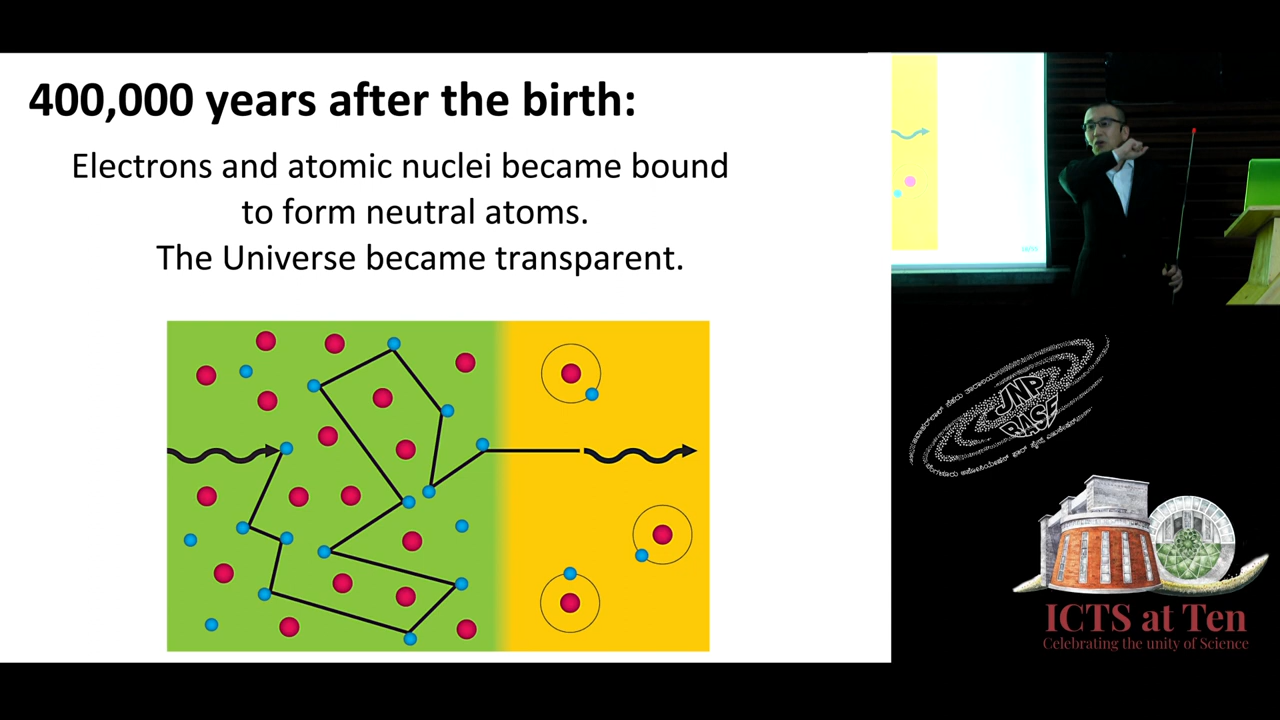 400,000 years after the birth:
Electrons and atomic nuclei became bound
to form neutral atoms.
The Universe became transparent.
JNP
BASE
ICTS at Ten
Celebrating the unity of Science